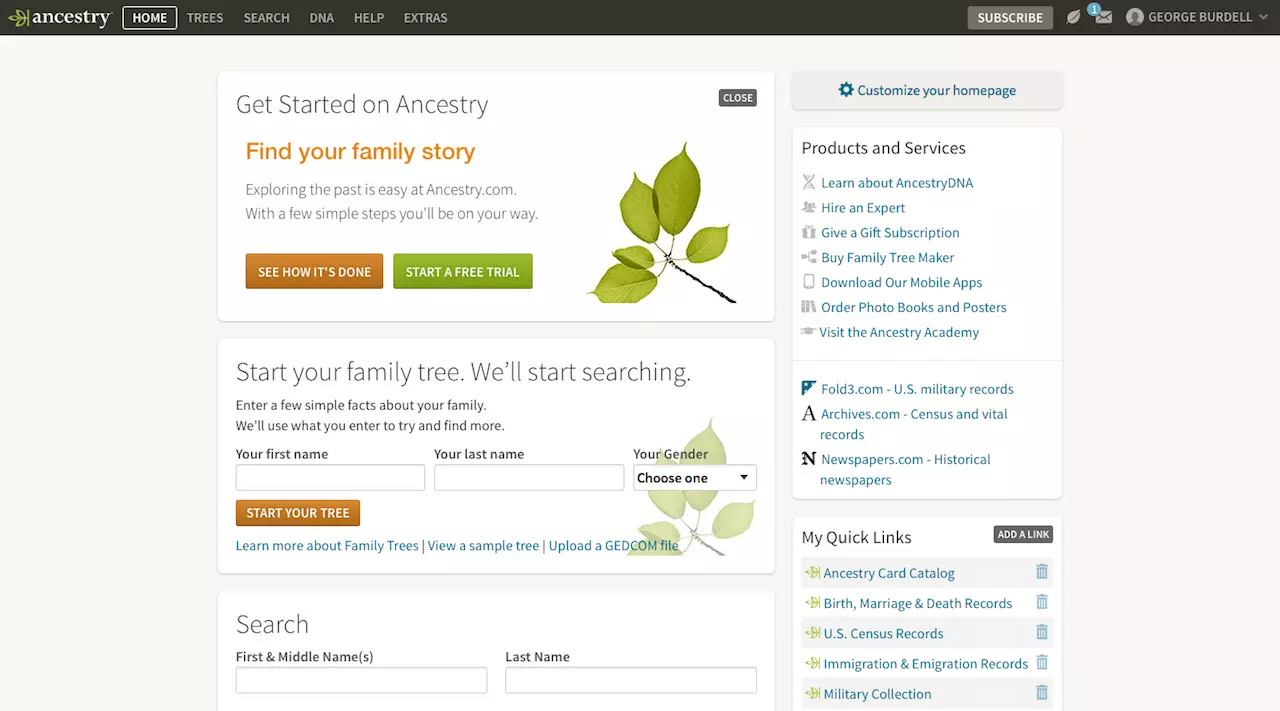 ancestry HOME TREES SEARCH DNA HELP EXTRAS SUBSCRIBE 1 GEORGE BURDELL
Get Started on Ancestry
CLOSE
Find your family story
Exploring the past is easy at Ancestry.com.
With a few simple steps you'll be on your way.
SEE HOW IT'S DONE START A FREE TRIAL
Start your family tree. We’ll start searching.
Enter a few simple facts about your family.
We’ll use what you enter to try and find more.
Your first name Your last name Your Gender
Choose one
START YOUR TREE
Learn more about Family Trees | View a sample tree | Upload a GEDCOM file
Search
First & Middle Name(s) Last Name
Customize your homepage
Products and Services
Learn about AncestryDNA
Hire an Expert
Give a Gift Subscription
Buy Family Tree Maker
Download Our Mobile Apps
Order Photo Books and Posters
Visit the Ancestry Academy
Fold3.com - U.S. military records
A Archives.com - Census and vital
records
N Newspapers.com - Historical
newspapers
My Quick Links ADD A LINK
Ancestry Card Catalog
Birth, Marriage & Death Records
U.S. Census Records
Immigration & Emigration Records
Military Collection